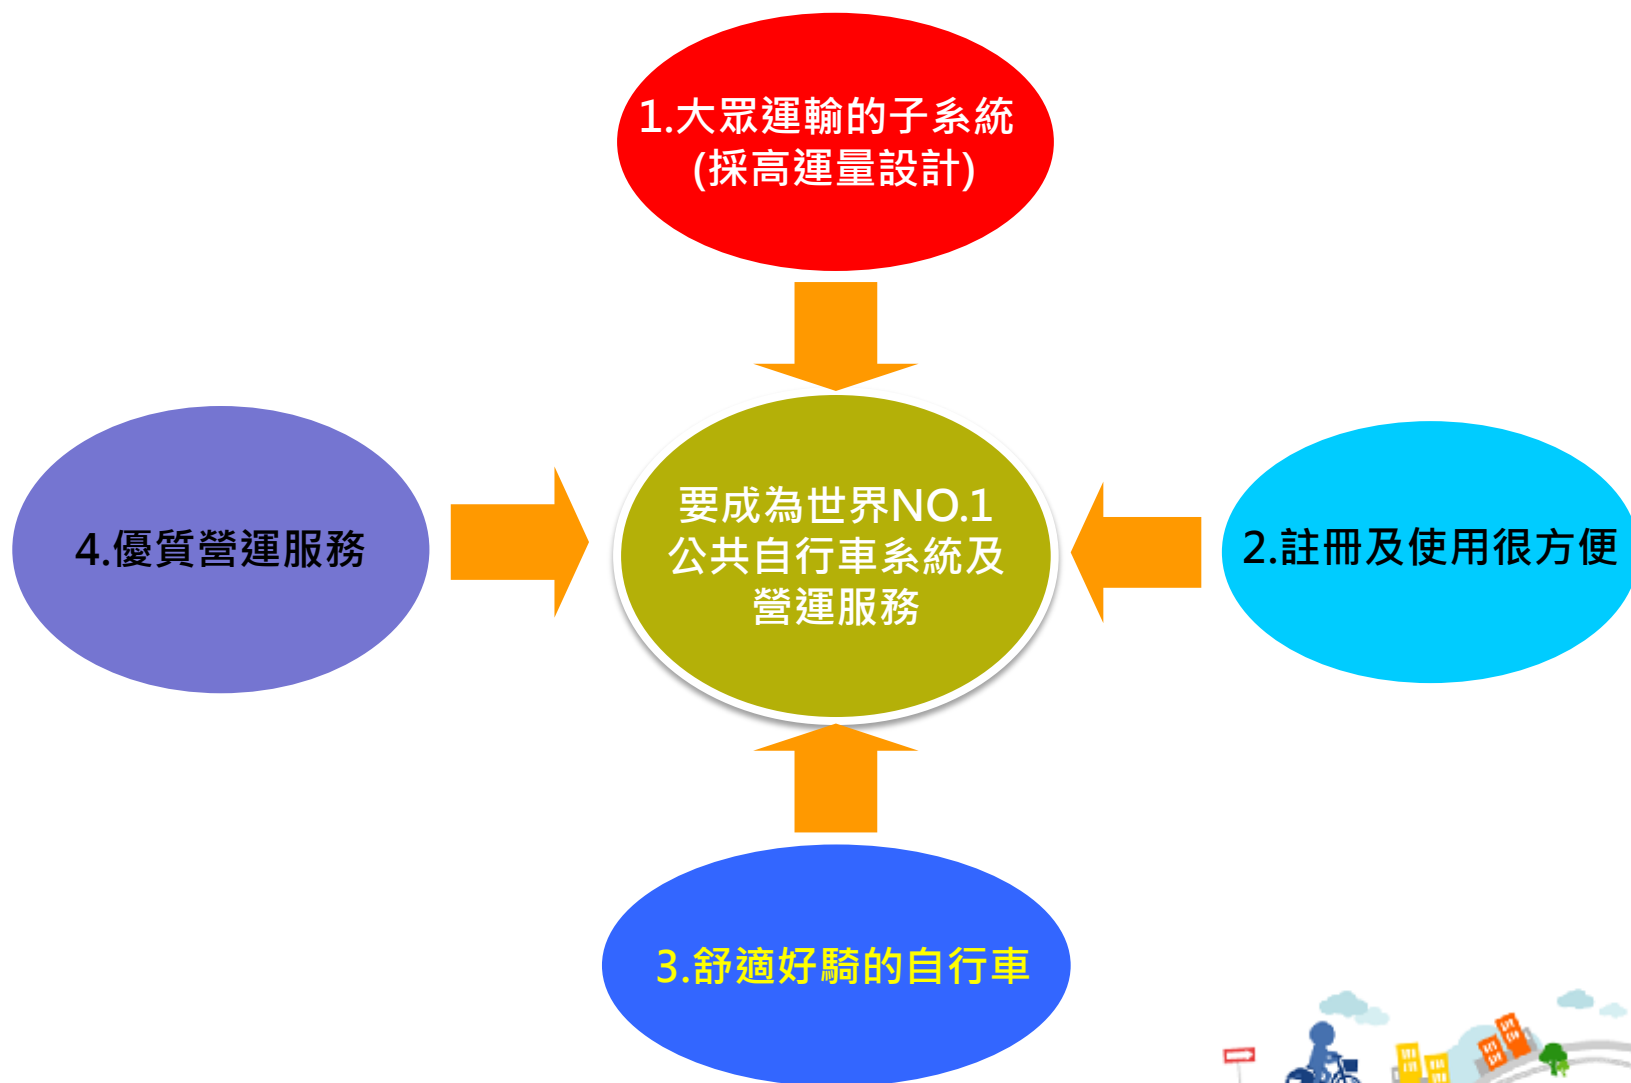 1.大眾運輸的子系統
(採高運量設計)
要成為世界NO.1
公共自行車系統及
營運服務
4.優質營運服務
2.註冊及使用很方便
3.舒適好騎的自行車